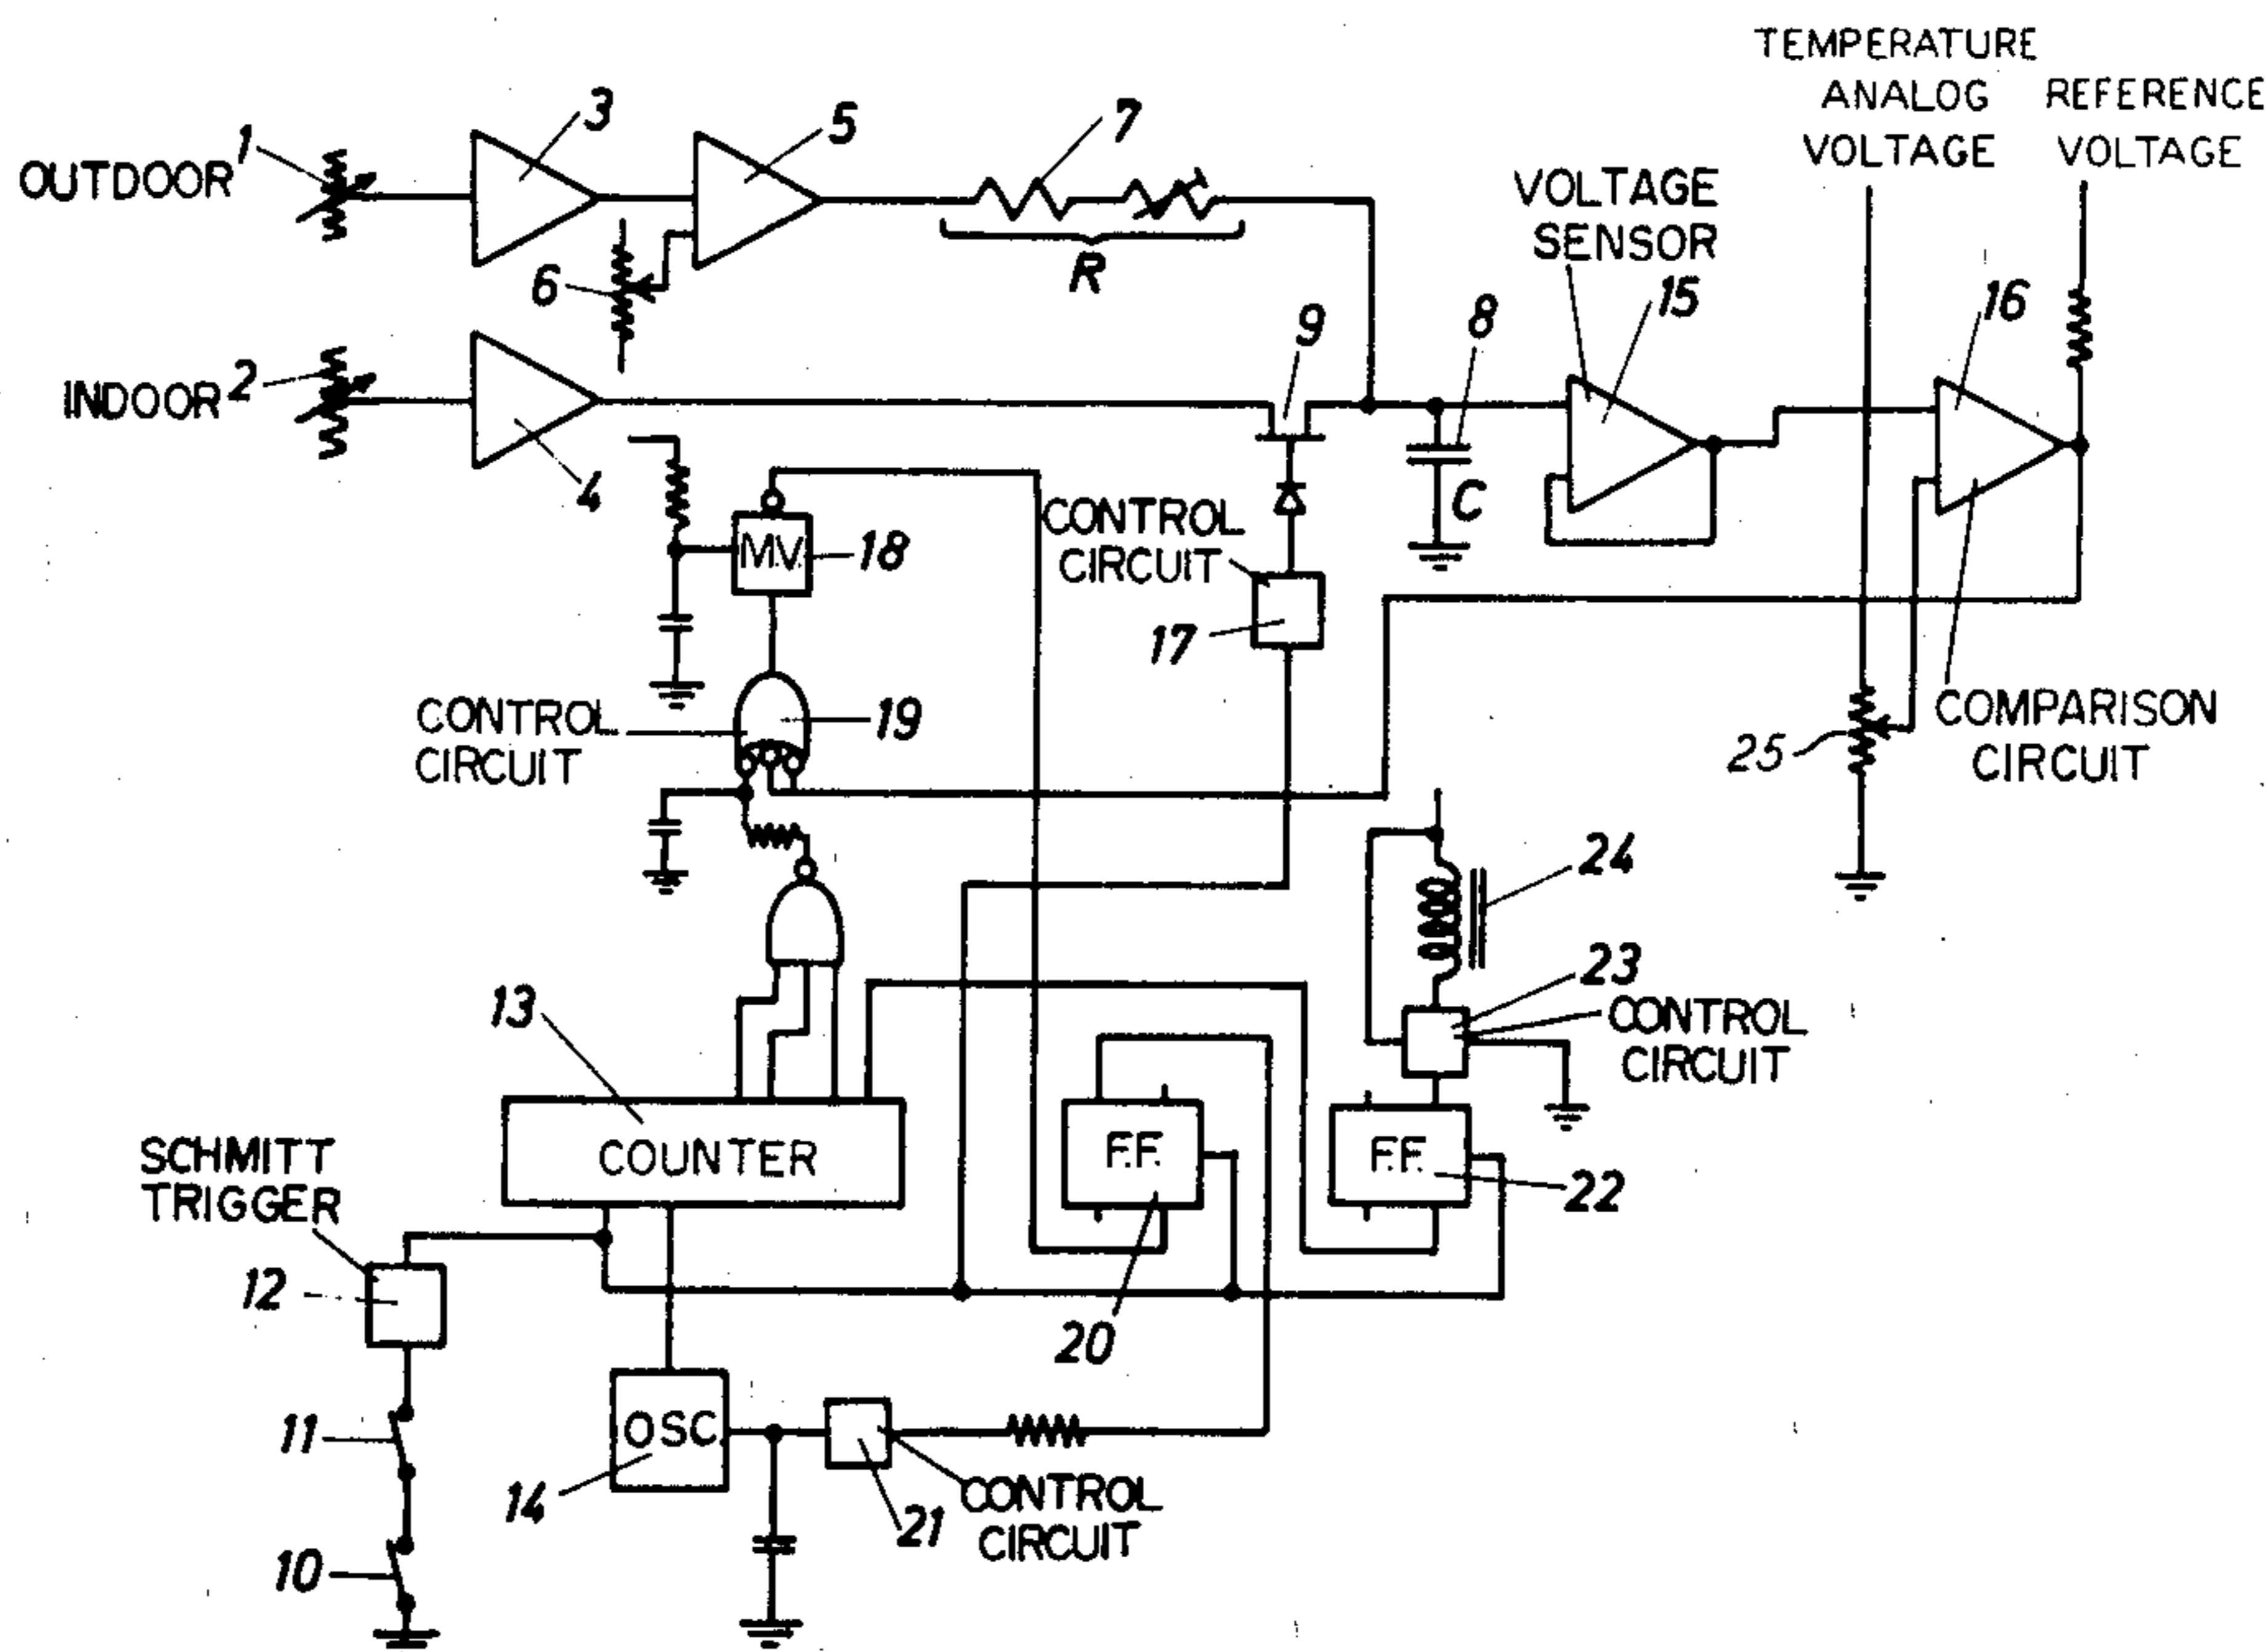 TEMPERATURE
ANALOG
VOLTAGE
REFERENCE
VOLTAGE
OUTDOOR
1
3
5
7
R
6
VOLTAGE
SENSOR
15
16
INDOOR
2
4
9
8
C
M.V.
18
CONTROL
CIRCUIT
17
CONTROL
CIRCUIT
19
25
COMPARISON
CIRCUIT
24
23
CONTROL
CIRCUIT
13
COUNTER
F.F.
F.F.
22
SCHMITT
TRIGGER
12
20
11
OSC
14
21
CONTROL
CIRCUIT
10